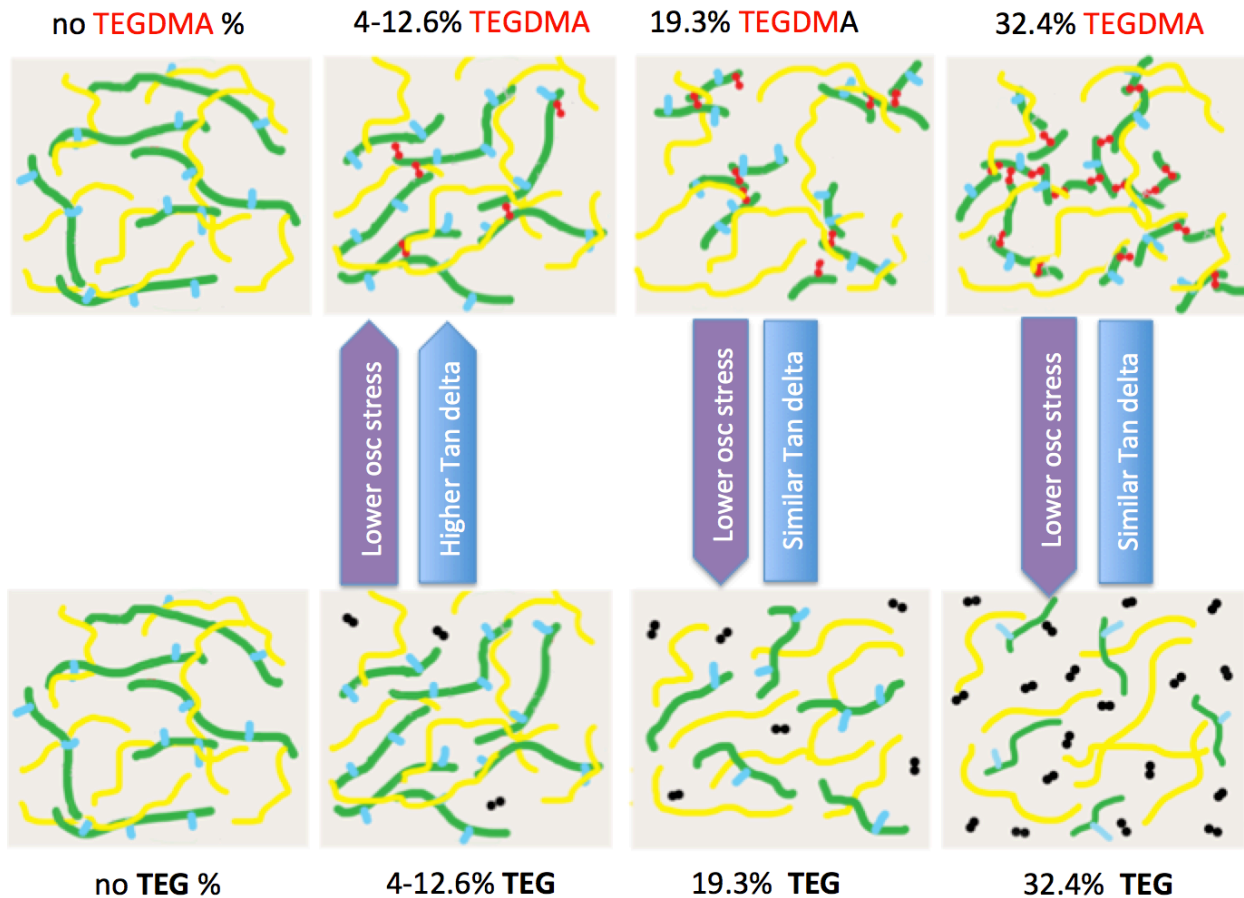 no TEGDMA %
4-12.6% TEGDMA
19.3% TEGDMA
32.4% TEGDMA
Lower osc stress
Higher Tan delta
Lower osc stress
Similar Tan delta
Lower osc stress
Similar Tan delta
no TEG %
4-12.6% TEG
19.3% TEG
32.4% TEG